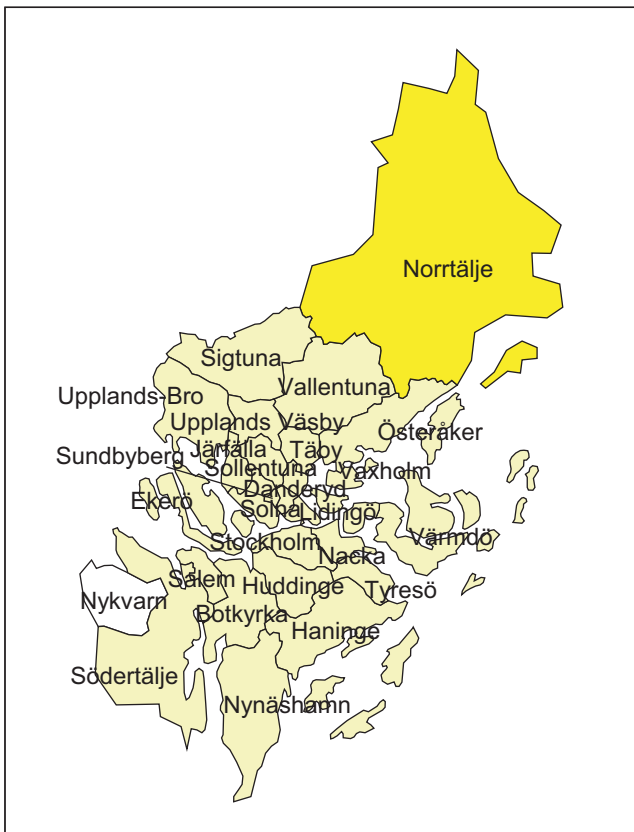 Norrtälje
Sigtuna
Vallentuna
Upplands-Bro
Upplands Väsby
Österåker
Järfälla
Täby
Sundbyberg
Sollentuna
Vaxholm
Danderyd
Ekerö
Solna
Lidingö
Stockholm
Värmdö
Nacka
Salem
Huddinge
Tyresö
Nykvarn
Botkyrka
Haninge
Södertälje
Nynäshamn